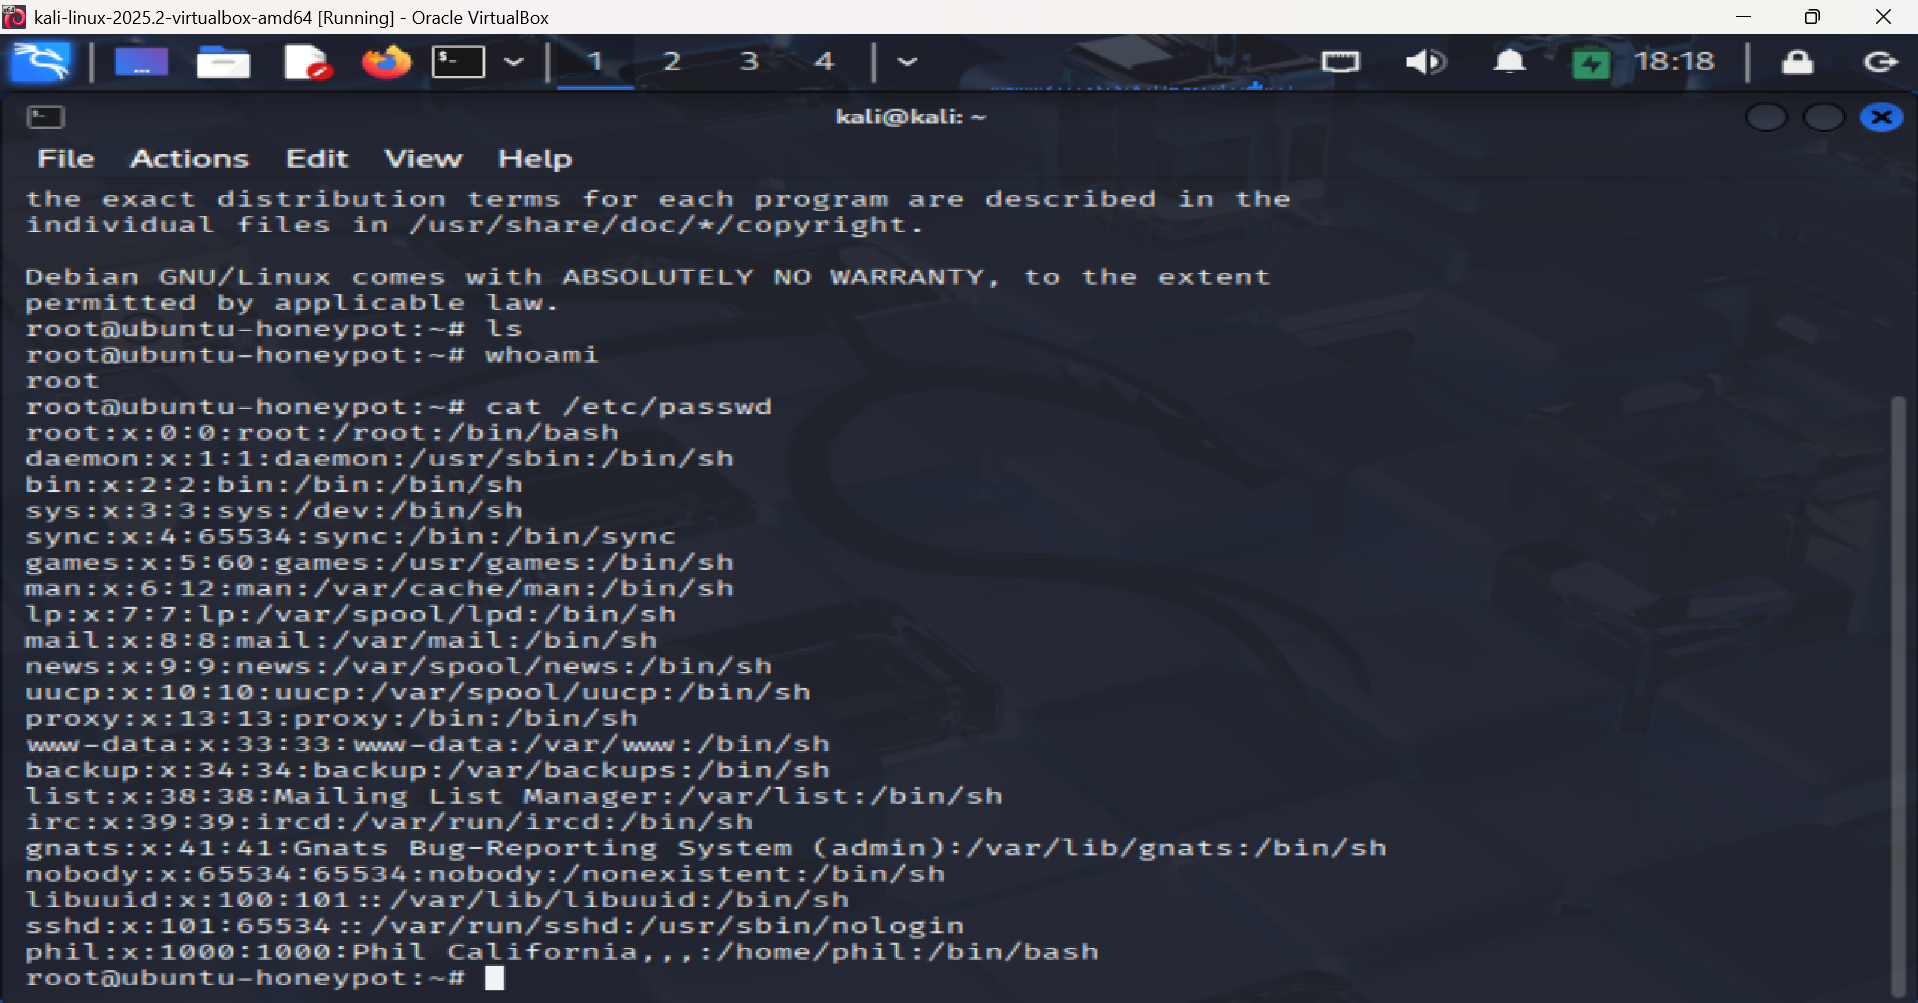 kali-linux-2025.2-virtualbox-amd64 [Running] - Oracle VirtualBox
1 2 3 4 18:18
kali@kali: ~
File Actions Edit View Help
the exact distribution terms for each program are described in the
individual files in /usr/share/doc/*/copyright.
Debian GNU/Linux comes with ABSOLUTELY NO WARRANTY, to the extent
permitted by applicable law.
root@ubuntu-honeypot:~# ls
root@ubuntu-honeypot:~# whoami
root
root@ubuntu-honeypot:~# cat /etc/passwd
root:x:0:0:root:/root:/bin/bash
daemon:x:1:1:daemon:/usr/sbin:/bin/sh
bin:x:2:2:bin:/bin:/bin/sh
sys:x:3:3:sys:/dev:/bin/sh
sync:x:4:65534:sync:/bin:/bin/sync
games:x:5:60:games:/usr/games:/bin/sh
man:x:6:12:man:/var/cache/man:/bin/sh
lp:x:7:7:lp:/var/spool/lpd:/bin/sh
mail:x:8:8:mail:/var/mail:/bin/sh
news:x:9:9:news:/var/spool/news:/bin/sh
uucp:x:10:10:uucp:/var/spool/uucp:/bin/sh
proxy:x:13:13:proxy:/bin:/bin/sh
www-data:x:33:33:www-data:/var/www:/bin/sh
backup:x:34:34:backup:/var/backups:/bin/sh
list:x:38:38:Mailing List Manager:/var/list:/bin/sh
irc:x:39:39:ircd:/var/run/ircd:/bin/sh
gnats:x:41:41:Gnats Bug-Reporting System (admin):/var/lib/gnats:/bin/sh
nobody:x:65534:65534:nobody:/nonexistent:/bin/sh
libuuid:x:100:101::/var/lib/libuuid:/bin/sh
sshd:x:101:65534::/var/run/sshd:/usr/sbin/nologin
phil:x:1000:1000:Phil California,,,:/home/phil:/bin/bash
root@ubuntu-honeypot:~#